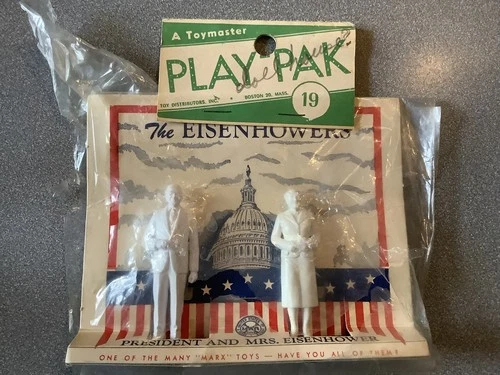 A Toymaster
PLAY-PAK
TOY DISTRIBUTORS, INC. • BOSTON 20, MASS.
19
The EISENHOWERS
PRESIDENT AND MRS. EISENHOWER
ONE OF THE MANY "MARX" TOYS — HAVE YOU ALL OF THEM?